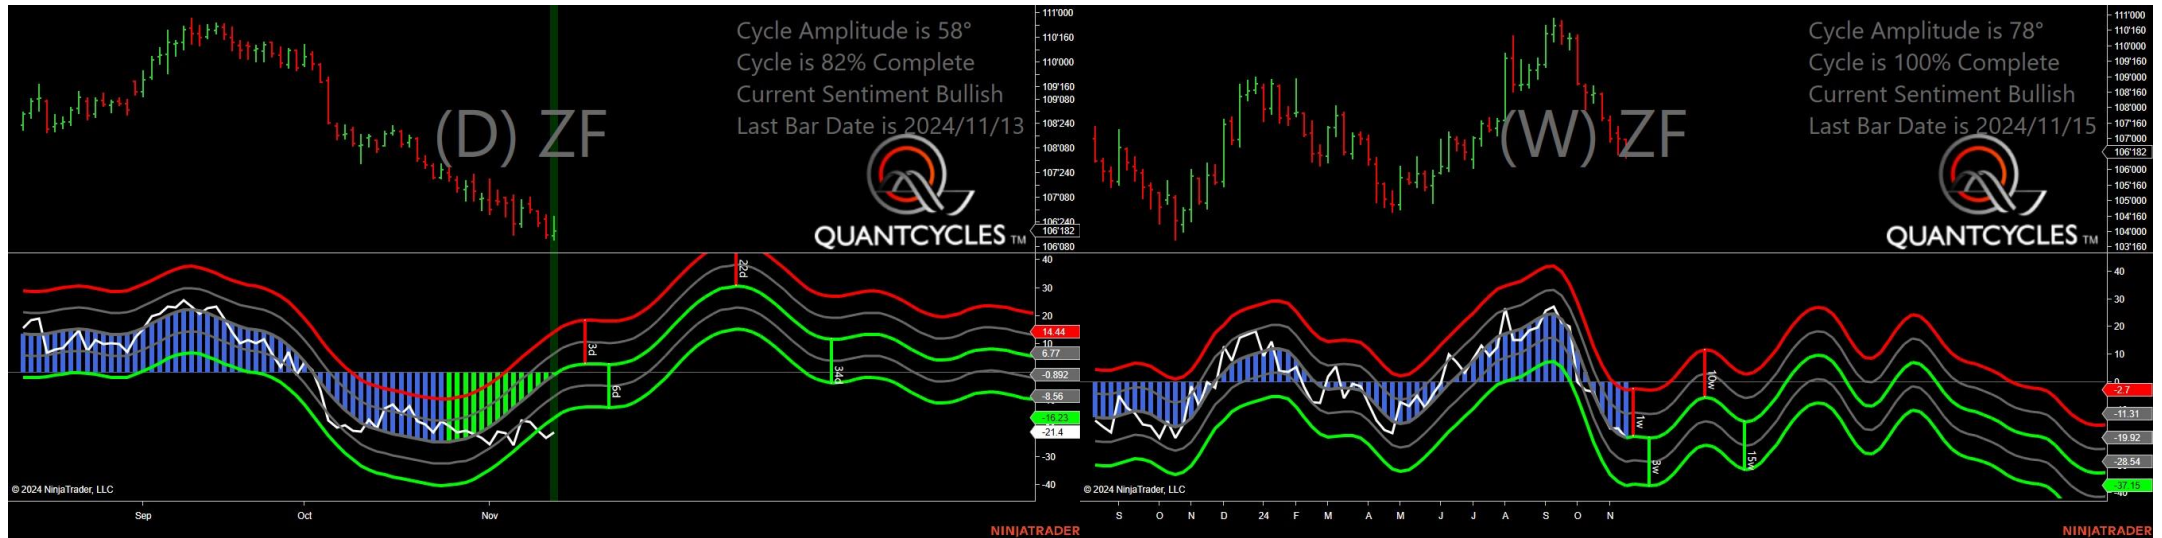 Cycle Amplitude is 58°
Cycle is 82% Complete
Current Sentiment Bullish
Last Bar Date is 2024/11/13
(D) ZF
QUANTCYCLES TM
111'000
110'160
110'000
109'160
109'080
108'240
108'080
107'240
107'080
106'240
106'182
106'080
40
30
20
14.44
10
6.77
-0.892
-8.56
-16.23
-21.4
-30
-40
22d
3d
6d
34d
© 2024 NinjaTrader, LLC
Sep
Oct
Nov
NINJATRADER
Cycle Amplitude is 78°
Cycle is 100% Complete
Current Sentiment Bullish
Last Bar Date is 2024/11/15
(W) ZF
QUANTCYCLES TM
111'000
110'160
110'000
109'160
109'000
108'160
108'000
107'160
107'000
106'182
106'000
105'160
105'000
104'160
104'000
103'160
40
30
20
10
0
-2.7
-11.31
-19.92
-28.54
-37.15
-40
10w
1w
15w
© 2024 NinjaTrader, LLC
S
O
N
D
24
F
M
A
M
J
J
A
S
O
N
NINJATRADER